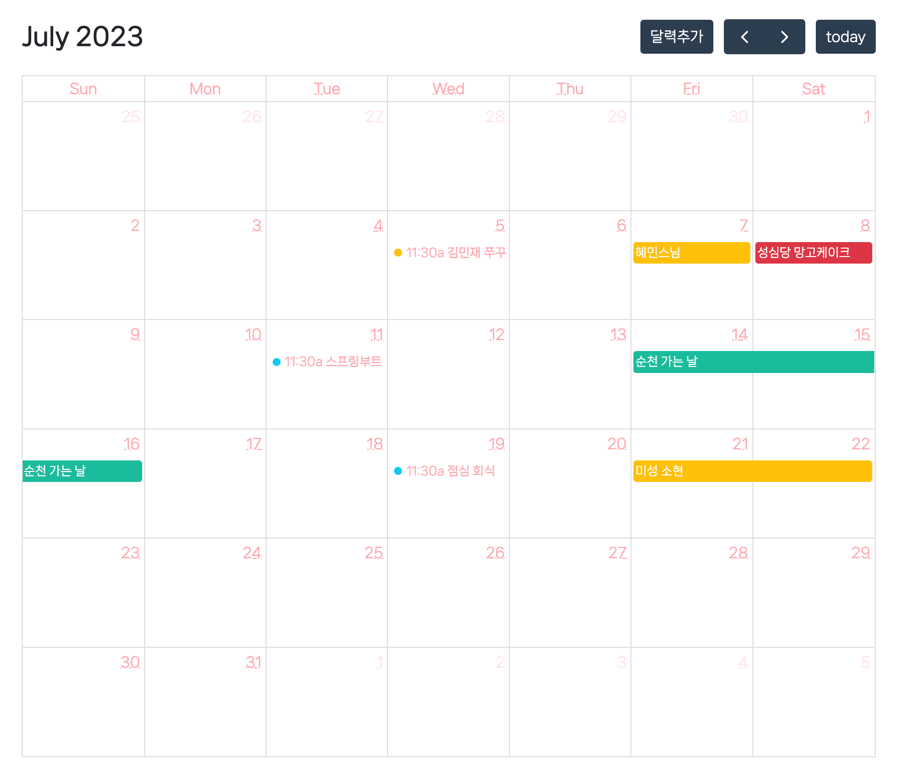 July 2023
달력추가
today
Sun Mon Tue Wed Thu Fri Sat
25 26 27 28 29 30 1
2 3 4 5 6 7 8
11:30a 김민재 쭈꾸 혜민스님 성심당 망고케이크
9 10 11 12 13 14 15
11:30a 스프링부트 순천 가는 날
16 17 18 19 20 21 22
순천 가는 날 11:30a 점심 회식 미성 소현
23 24 25 26 27 28 29
30 31 1 2 3 4 5